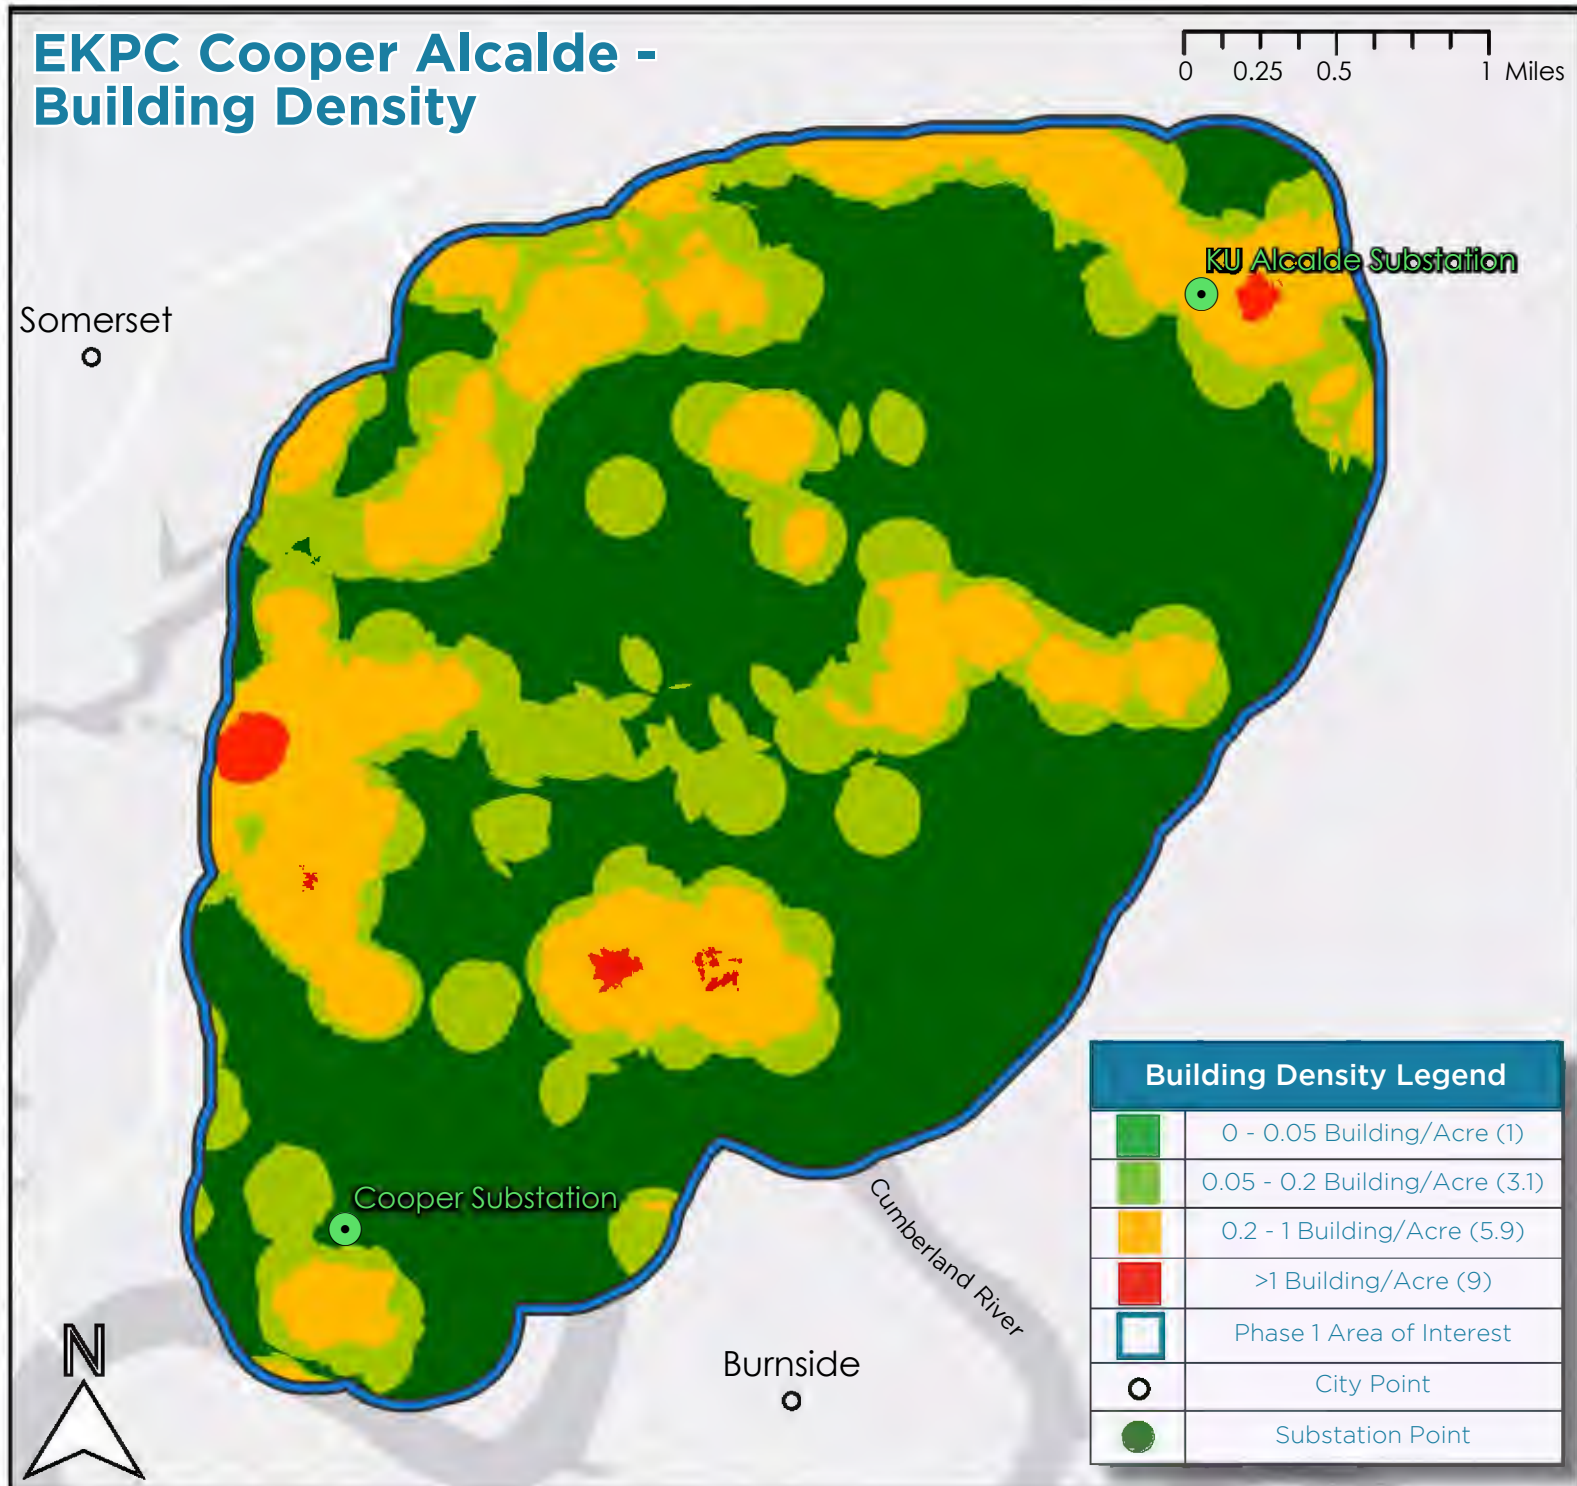 EKPC Cooper Alcalde -
Building Density
0 0.25 0.5 1 Miles
KU Alcalde Substation
Somerset
Cooper Substation
Cumberland River
Burnside
N
Building Density Legend
0 - 0.05 Building/Acre (1)
0.05 - 0.2 Building/Acre (3.1)
0.2 - 1 Building/Acre (5.9)
>1 Building/Acre (9)
Phase 1 Area of Interest
City Point
Substation Point